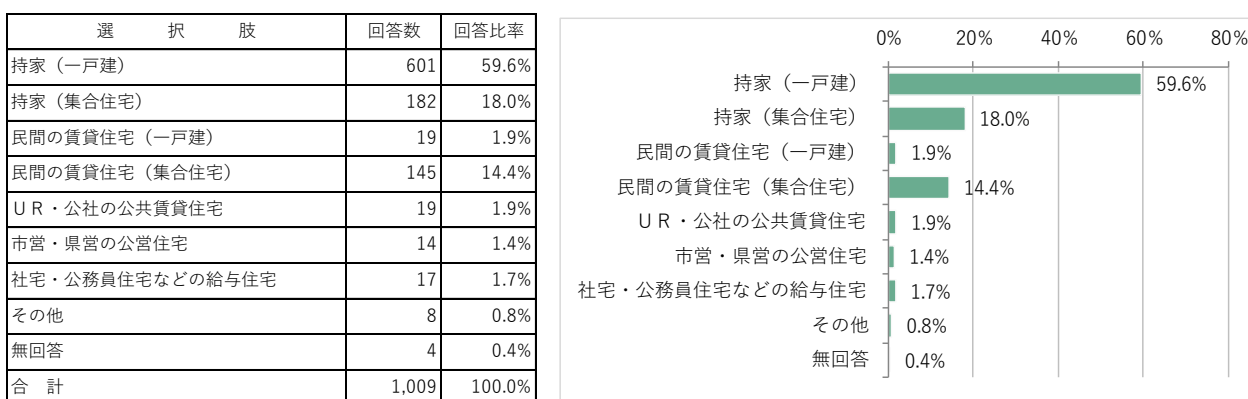 選　択　肢 回答数 回答比率
持家（一戸建） 601 59.6%
持家（集合住宅） 182 18.0%
民間の賃貸住宅（一戸建） 19 1.9%
民間の賃貸住宅（集合住宅） 145 14.4%
ＵＲ・公社の公共賃貸住宅 19 1.9%
市営・県営の公営住宅 14 1.4%
社宅・公務員住宅などの給与住宅 17 1.7%
その他 8 0.8%
無回答 4 0.4%
合　計 1,009 100.0%
0% 20% 40% 60% 80%
持家（一戸建） 59.6%
持家（集合住宅） 18.0%
民間の賃貸住宅（一戸建） 1.9%
民間の賃貸住宅（集合住宅） 14.4%
ＵＲ・公社の公共賃貸住宅 1.9%
市営・県営の公営住宅 1.4%
社宅・公務員住宅などの給与住宅 1.7%
その他 0.8%
無回答 0.4%